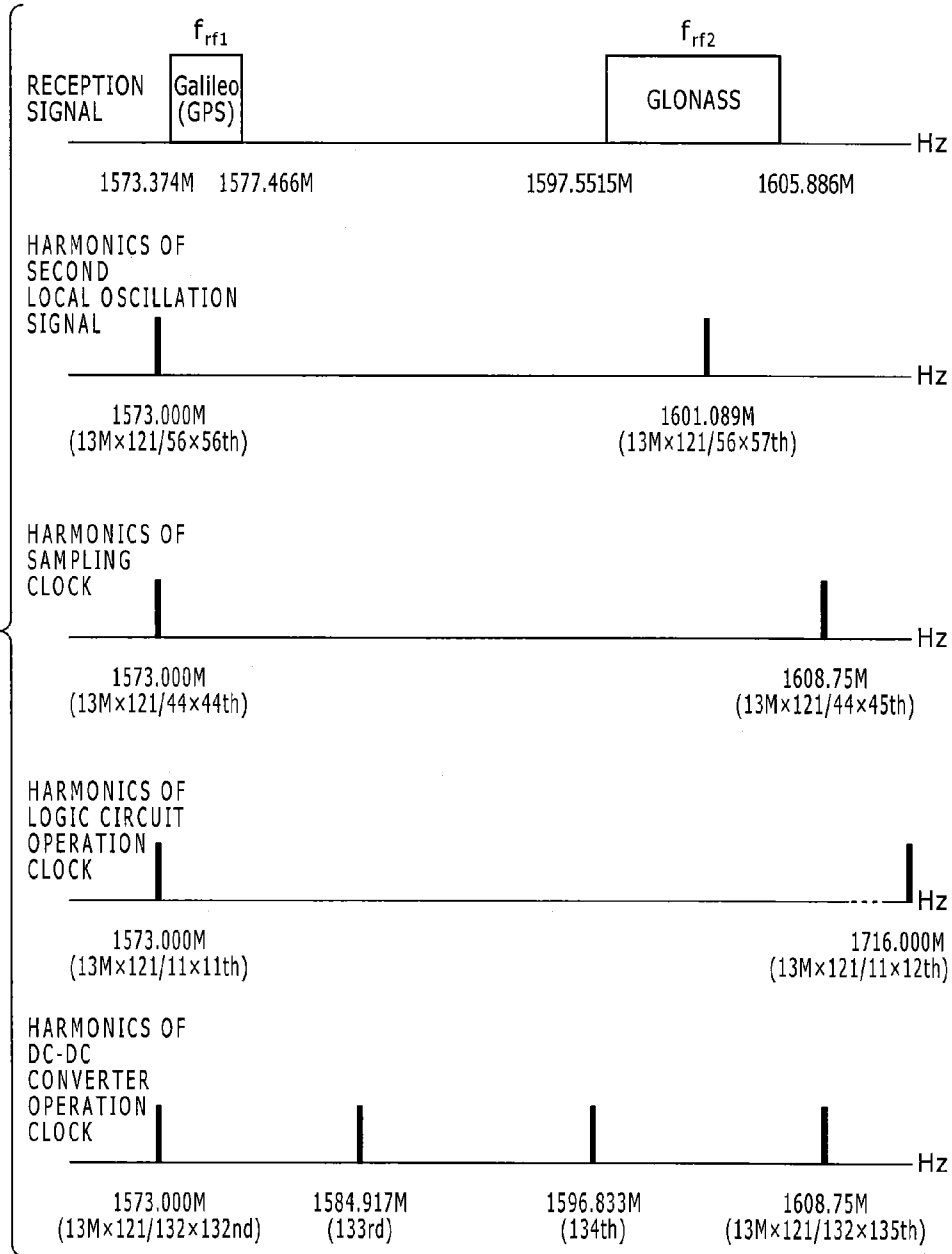 f_rf1 f_rf2
RECEPTION
SIGNAL
Galileo
(GPS)
GLONASS
Hz
1573.374M 1577.466M 1597.5515M 1605.886M
HARMONICS OF
SECOND
LOCAL OSCILLATION
SIGNAL
Hz
1573.000M 1601.089M
(13M×121/56×56th) (13M×121/56×57th)
HARMONICS OF
SAMPLING
CLOCK
Hz
1573.000M 1608.75M
(13M×121/44×44th) (13M×121/44×45th)
HARMONICS OF
LOGIC CIRCUIT
OPERATION
CLOCK
Hz
1573.000M 1716.000M
(13M×121/11×11th) (13M×121/11×12th)
HARMONICS OF
DC-DC
CONVERTER
OPERATION
CLOCK
Hz
1573.000M 1584.917M 1596.833M 1608.75M
(13M×121/132×132nd) (133rd) (134th) (13M×121/132×135th)